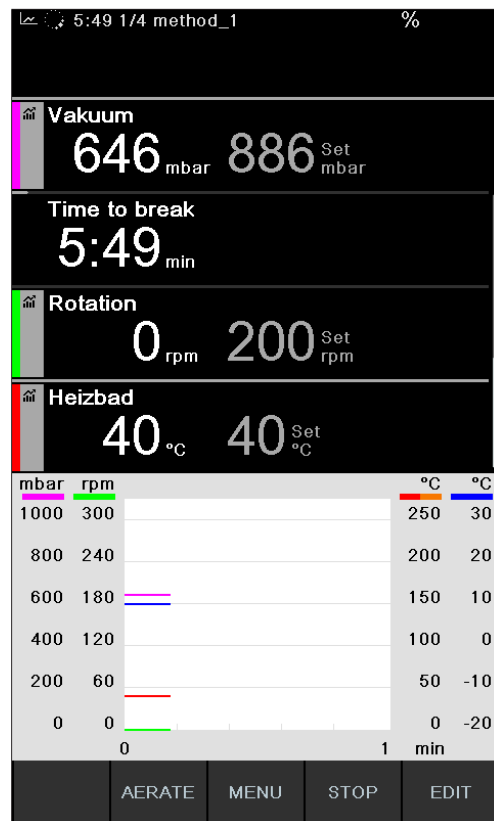 5:49 1/4 method_1 %
Vakuum
646 mbar 886 Set mbar
Time to break
5:49 min
Rotation
0 rpm 200 Set rpm
Heizbad
40 °C 40 Set °C
mbar rpm °C °C
1000 300 250 30
800 240 200 20
600 180 150 10
400 120 100 0
200 60 50 -10
0 0 0 -20
0 1 min
AERATE MENU STOP EDIT